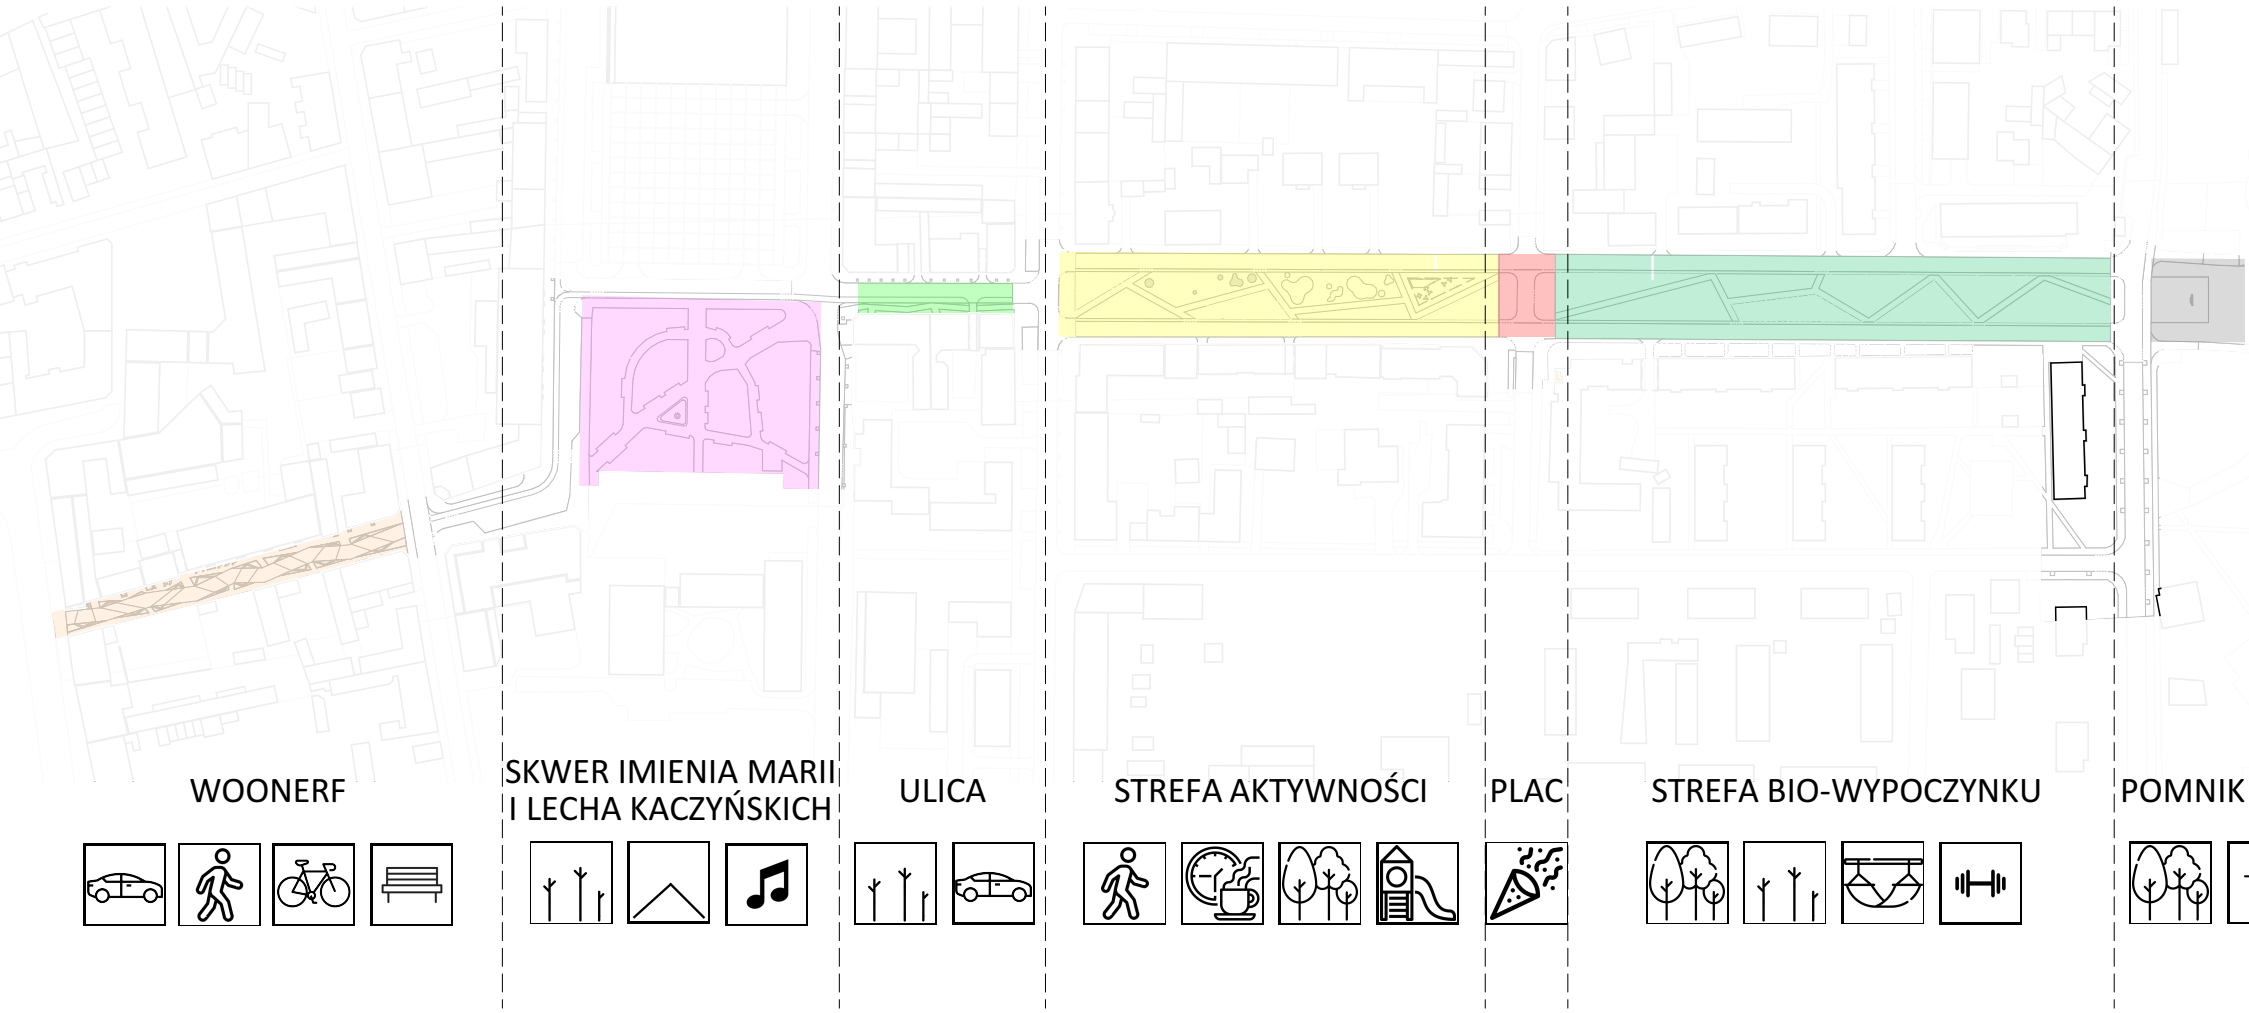 WOONERF
SKWER IMIENIA MARII
I LECHA KACZYŃSKICH
ULICA
STREFA AKTYWNOŚCI
PLAC
STREFA BIO-WYPOCZYNKU
POMNIK